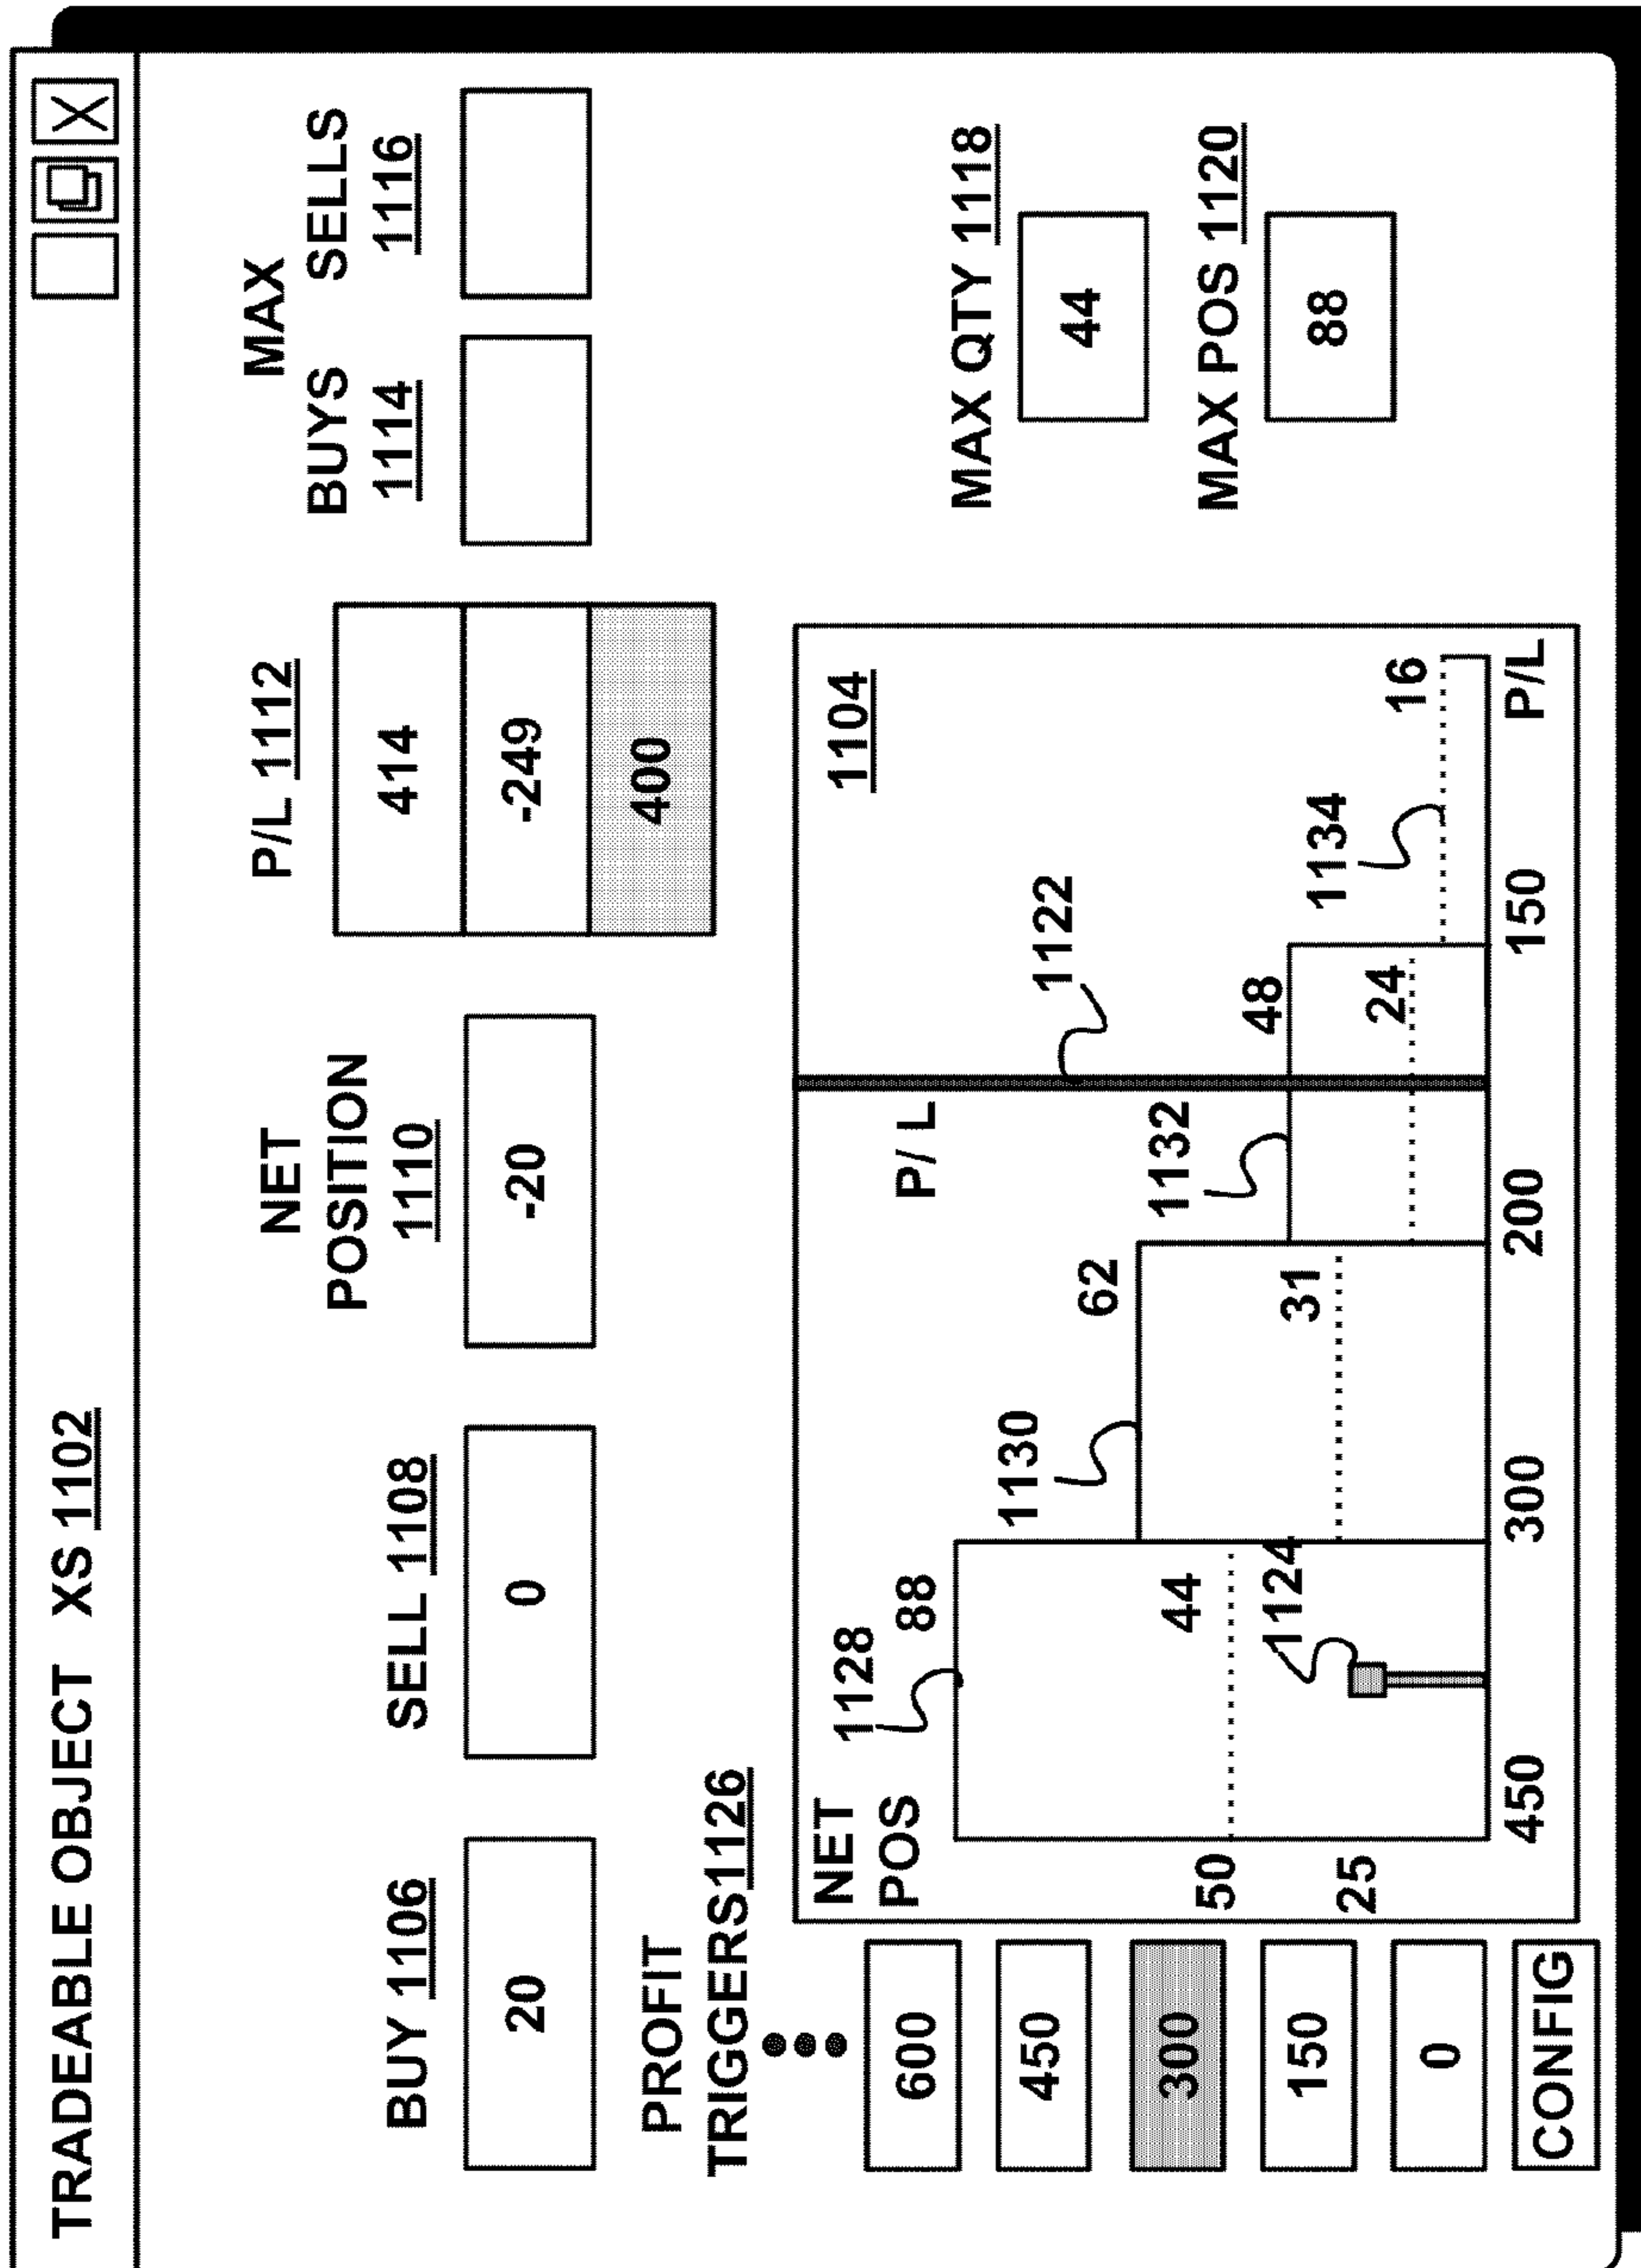 TRADEABLE OBJECT XS 1102
X
MAX
BUY 1106
SELL 1108
NET
POSITION
1110
P/L 1112
BUYS
1114
SELLS
1116
20
0
-20
414
-249
400
PROFIT
TRIGGERS1126
600
450
300
150
0
CONFIG
NET
POS
1128
88
1104
P/ L
1122
1130
62
1132
48
50
44
1124
31
24
1134
16
25
450
300
200
150
P/L
MAX QTY 1118
44
MAX POS 1120
88